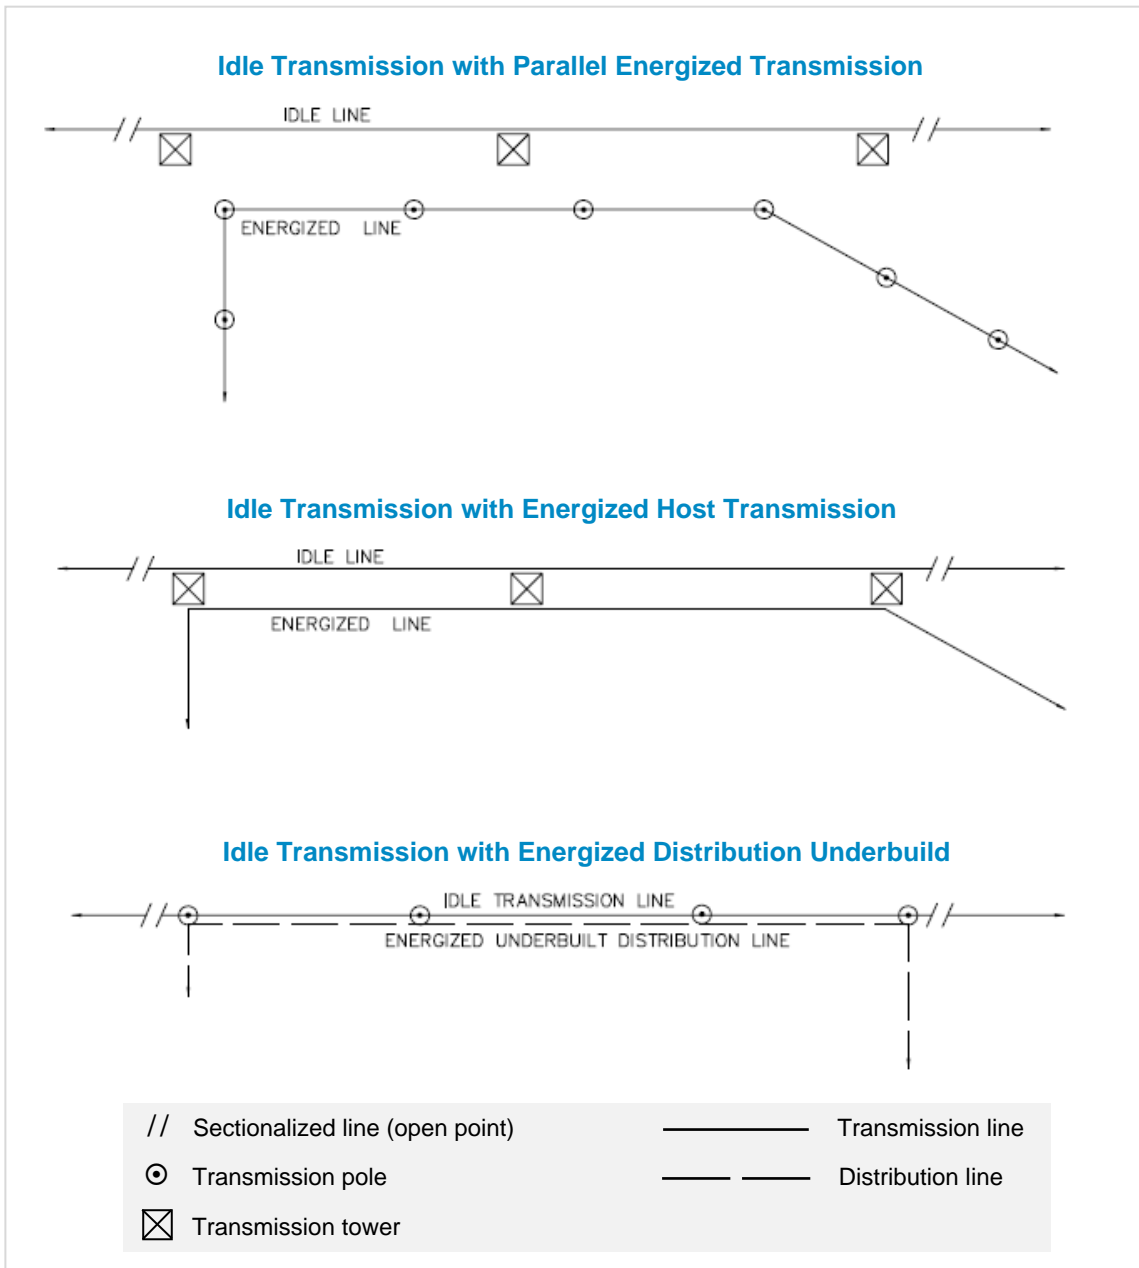 Idle Transmission with Parallel Energized Transmission
IDLE LINE
ENERGIZED LINE
Idle Transmission with Energized Host Transmission
IDLE LINE
ENERGIZED LINE
Idle Transmission with Energized Distribution Underbuild
IDLE TRANSMISSION LINE
ENERGIZED UNDERBUILT DISTRIBUTION LINE
// Sectionalized line (open point)
Transmission line
Transmission pole
Distribution line
Transmission tower